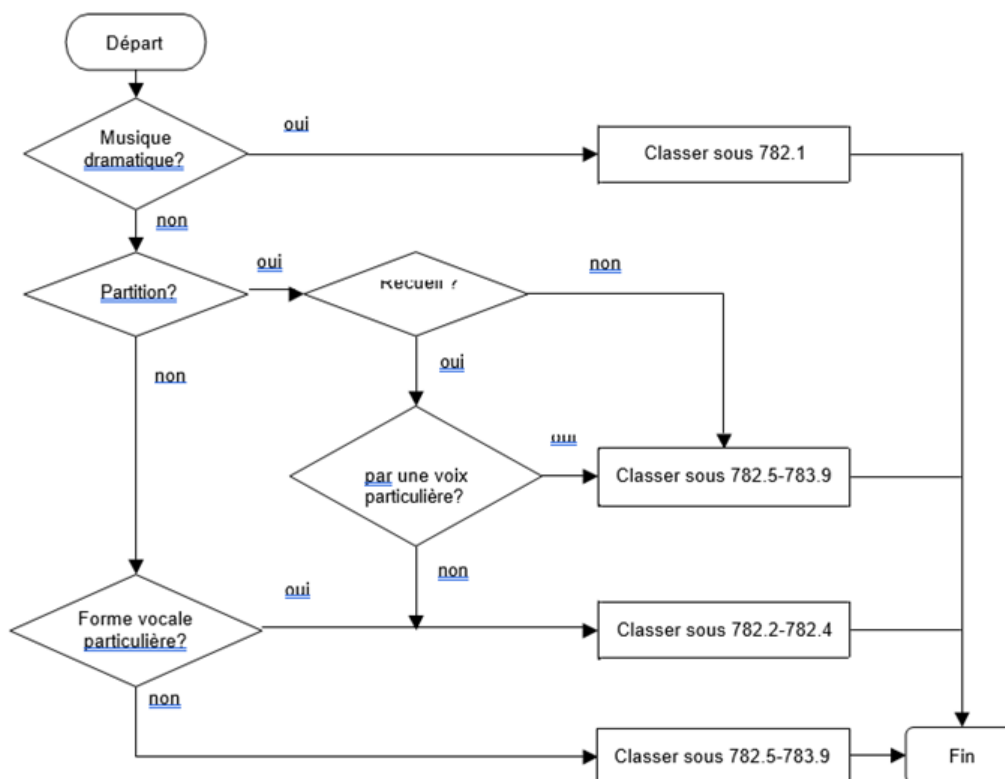 Départ
oui
Musique
dramatique?
Classer sous 782.1
non
oui
non
Recueil ?
Partition?
oui
non
oui
par une voix
particulière?
Classer sous 782.5-783.9
non
oui
Forme vocale
particulière?
Classer sous 782.2-782.4
non
Classer sous 782.5-783.9
Fin